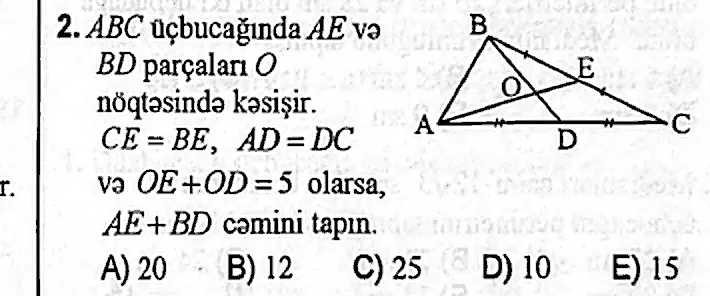 2. ABC üçbucağında AE və
BD parçaları O
nöqtəsində kəsişir.
CE = BE, AD = DC
və OE + OD = 5 olarsa,
AE + BD cəmini tapın.
A) 20 B) 12 C) 25 D) 10 E) 15
B
E
O
A
D
C
r.